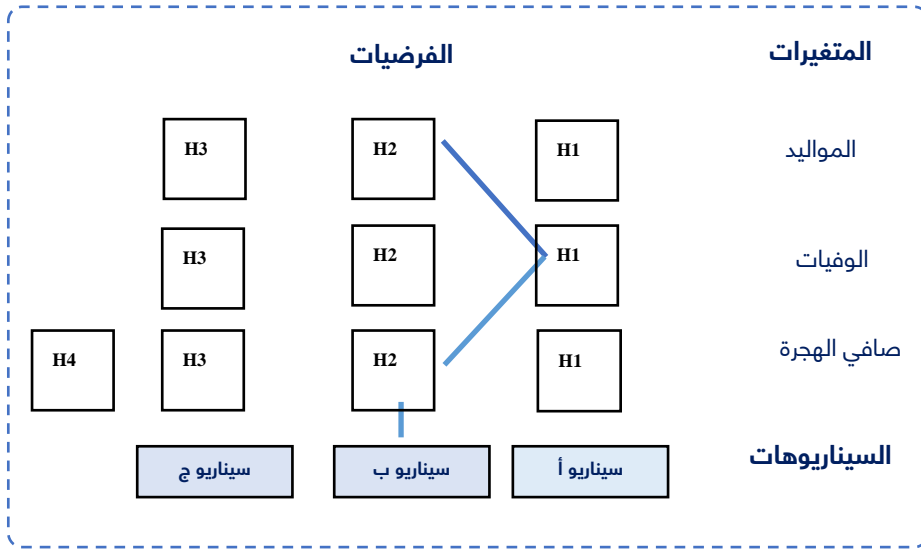 المتغيرات
الفرضيات
المواليد
H1
H2
H3
الوفيات
H1
H2
H3
صافي الهجرة
H1
H2
H3
H4
السيناريوهات
سيناريو أ
سيناريو ب
سيناريو ج